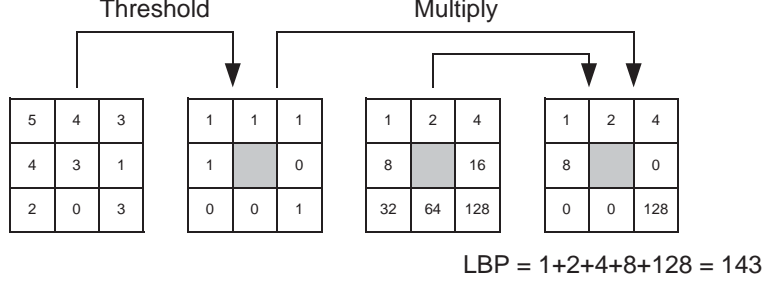 Threshold Multiply
5 4 3 1 1 1 1 2 4 1 2 4
4 3 1 1 0 8 16 8 0
2 0 3 0 0 1 32 64 128 0 0 128
LBP = 1+2+4+8+128 = 143